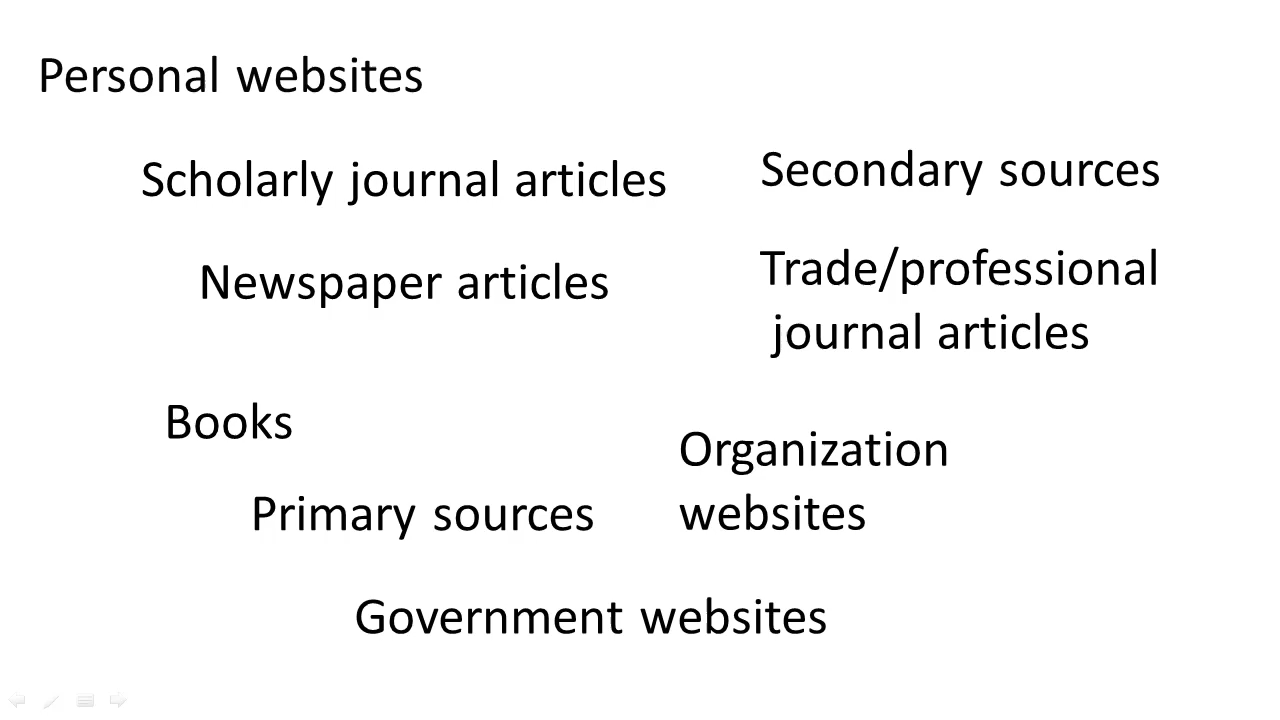 Personal websites
Scholarly journal articles
Secondary sources
Newspaper articles
Trade/professional
journal articles
Books
Organization
websites
Primary sources
Government websites